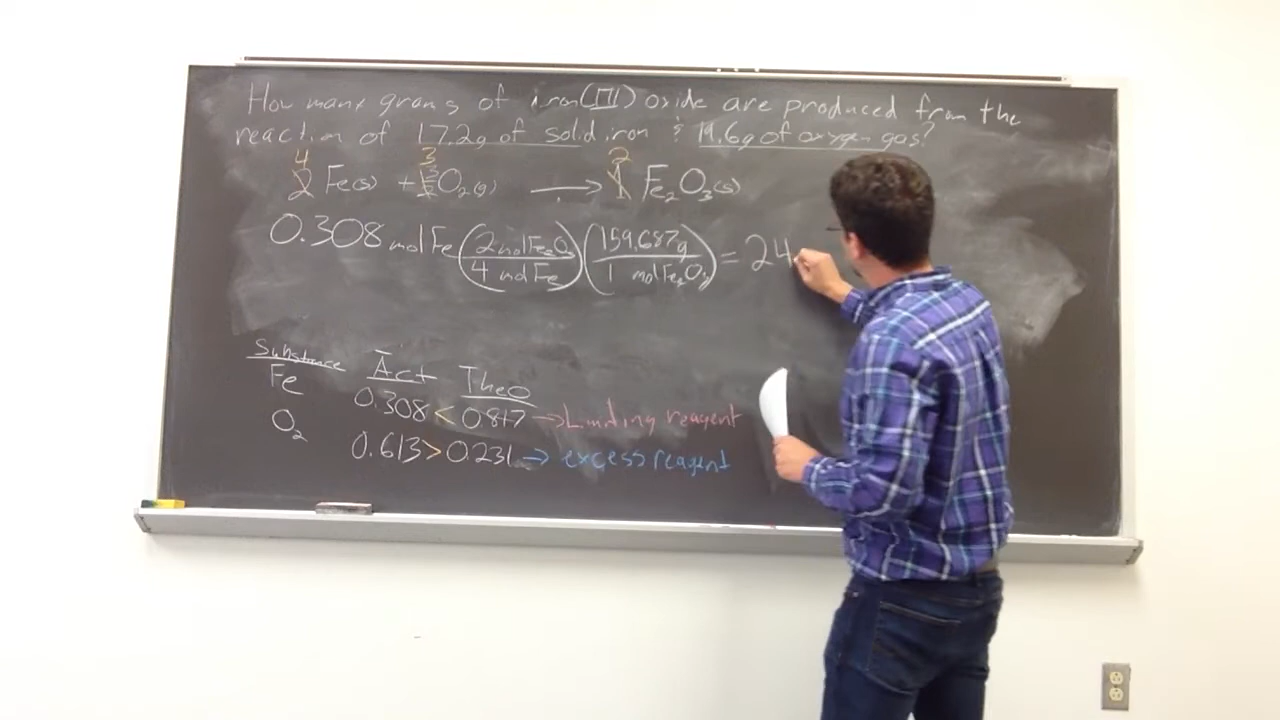 How many grams of iron(III) oxide are produced from the
reaction of 17.2g of solid iron & 19.6g of oxygen gas?
4 3 2
2 Fe(s) + O₂(g) → 1 Fe₂O₃(s)
0.308 mol Fe (2 mol Fe₂O₃ / 4 mol Fe) (159.687g / 1 mol Fe₂O₃) = 24.
Substance Act Theo
Fe 0.308 < 0.817 → Limiting reagent
O₂ 0.613 > 0.231 → excess reagent